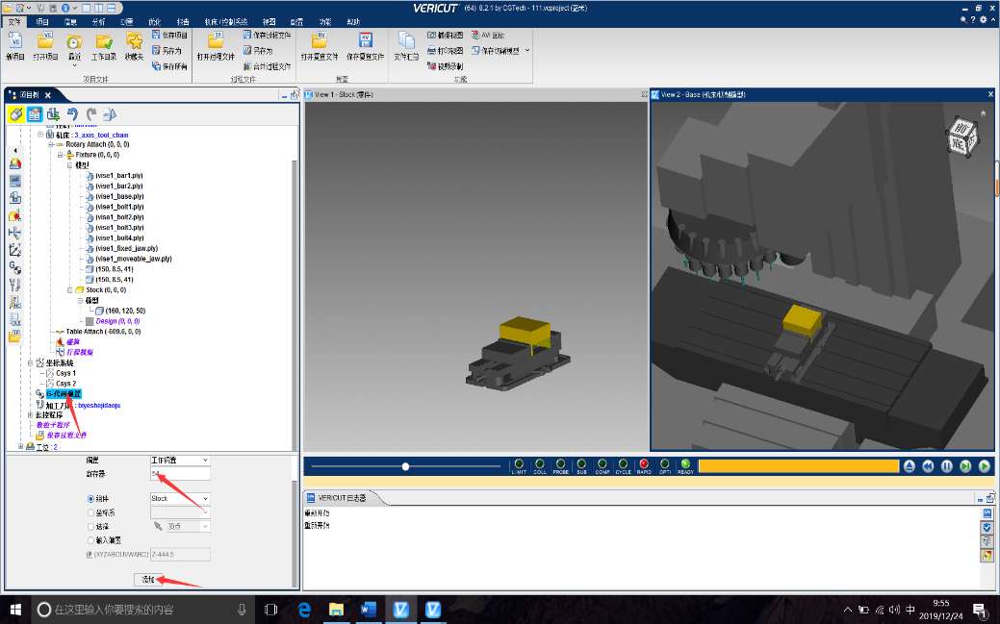 VERICUT (64) 8.2.1 by CGTech - 111.vcproject (毫米)
文件 项目 信息 分析 测量 优化 报告 机床/控制系统 视图 配置 功能 帮助
新项目 打开项目 最近 工作目录 收藏夹
保存项目
另存为
保存所有
项目文件
打开过程文件
保存过程文件
另存为
合并过程文件
过程文件
打开复查文件 保存复查文件
复查
文件汇总
捕捉视图 AVI 回放
打印视图 保存切削模型
视频录制
功能
项目树
View 1 - Stock (零件)
View 2 - Base (机床/切削模型)
机床 : 3_axis_tool_chain
Rotary Attach (0, 0, 0)
Fixture (0, 0, 0)
模型
(vise1_bar1.ply)
(vise1_bar2.ply)
(vise1_base.ply)
(vise1_bolt1.ply)
(vise1_bolt2.ply)
(vise1_bolt3.ply)
(vise1_bolt4.ply)
(vise1_fixed_jaw.ply)
(vise1_moveable_jaw.ply)
(150, 8.5, 41)
(150, 8.5, 41)
Stock (0, 0, 0)
模型
(160, 120, 50)
Design (0, 0, 0)
Table Attach (-609.6, 0, 0)
碰撞
行程极限
坐标系统
Csys 1
Csys 2
G-代码偏置
加工刀具 : biyeshejidaoju
数控程序
数控子程序
保存过程文件
工位 : 2
偏置 工作偏置
寄存器 54
组件 Stock
坐标系
选择 顶点
输入偏置
(XYZABCUVWABC) Z-444.5
添加
前
底
LIMIT COLL PROBE SUB COMP CYCLE RAPID OPTI READY
VERICUT 日志器
重新开始
重新开始
在这里输入你要搜索的内容
中
9:55
2019/12/24
1